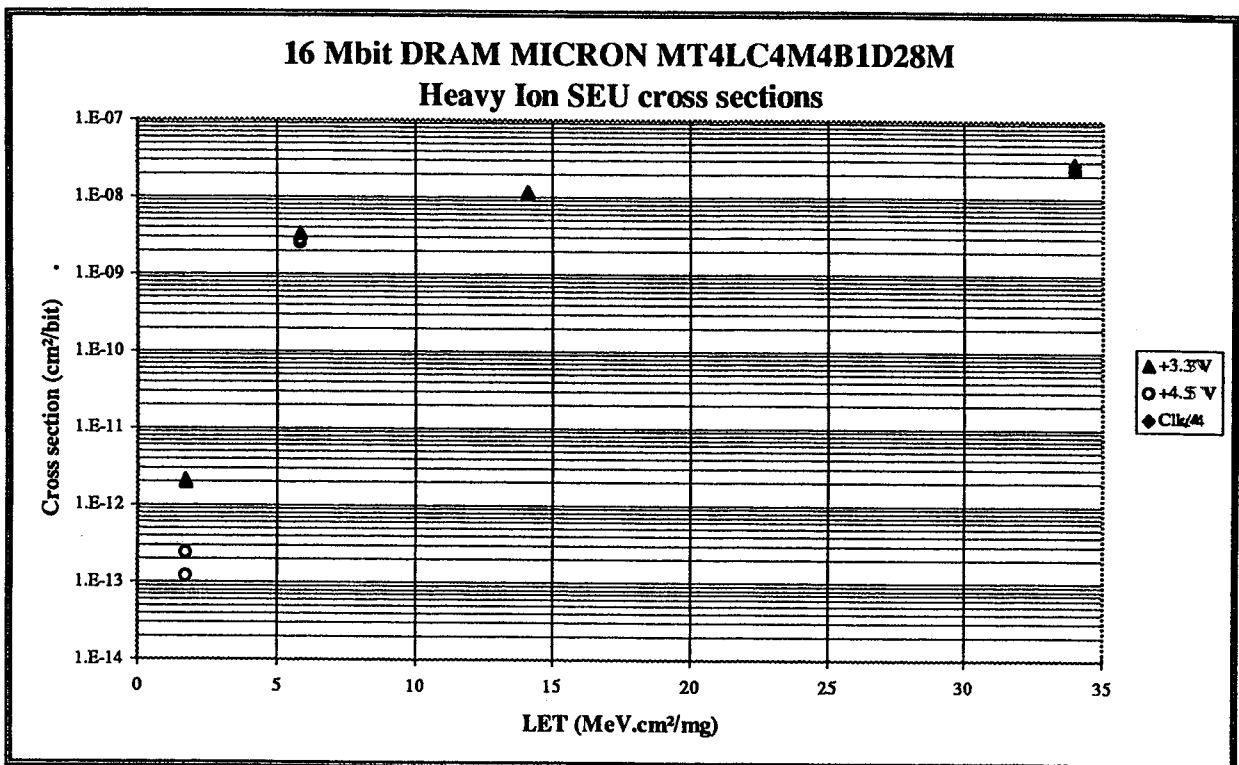 16 Mbit DRAM MICRON MT4LC4M4B1D28M
Heavy Ion SEU cross sections
1.E-07
1.E-08
1.E-09
1.E-10
1.E-11
1.E-12
1.E-13
1.E-14
Cross section (cm²/bit)
0 5 10 15 20 25 30 35
LET (MeV.cm²/mg)
+3.3V
+4.5 V
Clk/4